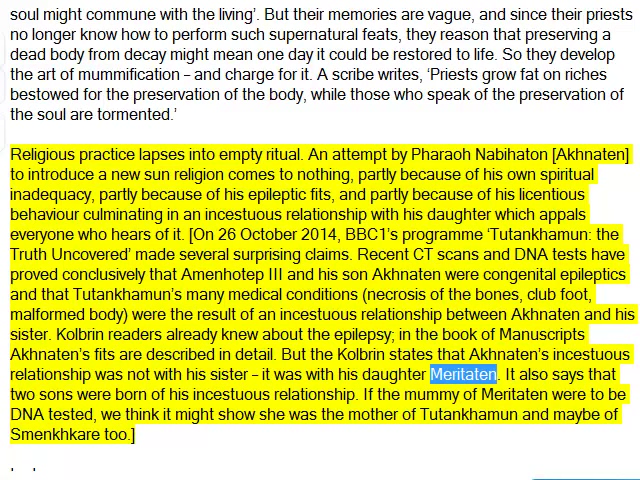 soul might commune with the living’. But their memories are vague, and since their priests
no longer know how to perform such supernatural feats, they reason that preserving a
dead body from decay might mean one day it could be restored to life. So they develop
the art of mummification – and charge for it. A scribe writes, ‘Priests grow fat on riches
bestowed for the preservation of the body, while those who speak of the preservation of
the soul are tormented.’
Religious practice lapses into empty ritual. An attempt by Pharaoh Nabihaton [Akhnaten]
to introduce a new sun religion comes to nothing, partly because of his own spiritual
inadequacy, partly because of his epileptic fits, and partly because of his licentious
behaviour culminating in an incestuous relationship with his daughter which appals
everyone who hears of it. [On 26 October 2014, BBC1’s programme ‘Tutankhamun: the
Truth Uncovered’ made several surprising claims. Recent CT scans and DNA tests have
proved conclusively that Amenhotep III and his son Akhnaten were congenital epileptics
and that Tutankhamun’s many medical conditions (necrosis of the bones, club foot,
malformed body) were the result of an incestuous relationship between Akhnaten and his
sister. Kolbrin readers already knew about the epilepsy; in the book of Manuscripts
Akhnaten’s fits are described in detail. But the Kolbrin states that Akhnaten’s incestuous
relationship was not with his sister – it was with his daughter Meritaten. It also says that
two sons were born of his incestuous relationship. If the mummy of Meritaten were to be
DNA tested, we think it might show she was the mother of Tutankhamun and maybe of
Smenkhkare too.]